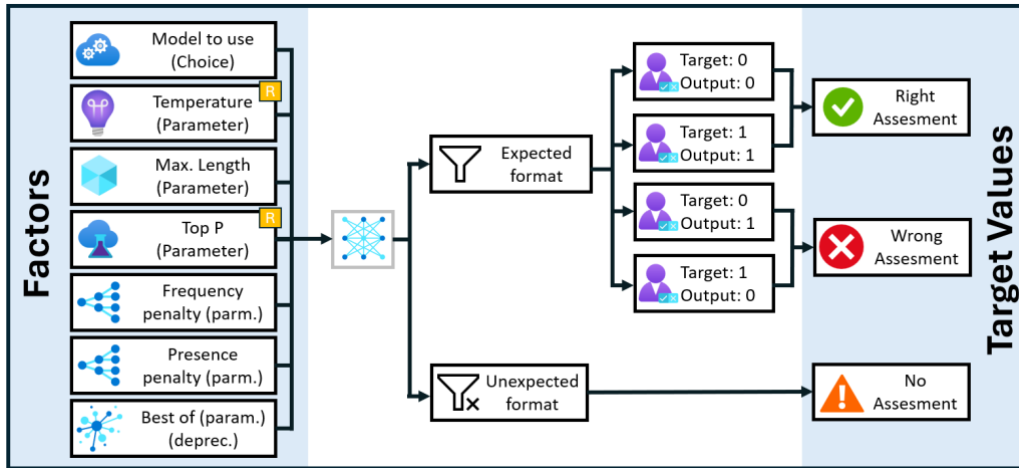 Factors
Model to use
(Choice)
R
Temperature
(Parameter)
Max. Length
(Parameter)
R
Top P
(Parameter)
Frequency
penalty (parm.)
Presence
penalty (parm.)
Best of (param.)
(deprec.)
Expected
format
Unexpected
format
Target: 0
Output: 0
Target: 1
Output: 1
Target: 0
Output: 1
Target: 1
Output: 0
Right
Assesment
Wrong
Assesment
No
Assesment
Target Values